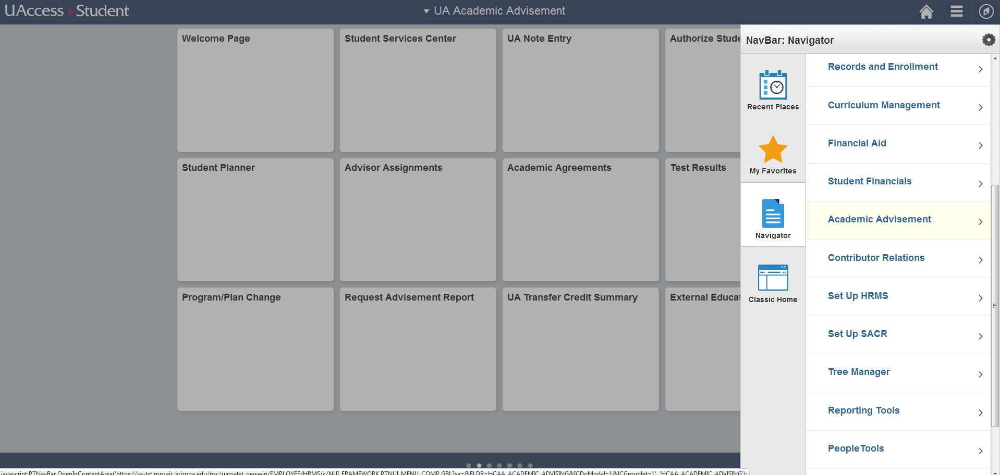 UAccess Student
UA Academic Advisement
Welcome Page
Student Services Center
UA Note Entry
Authorize Stude
Student Planner
Advisor Assignments
Academic Agreements
Test Results
Program/Plan Change
Request Advisement Report
UA Transfer Credit Summary
External Educat
NavBar: Navigator
Recent Places
My Favorites
Navigator
Classic Home
Records and Enrollment
Curriculum Management
Financial Aid
Student Financials
Academic Advisement
Contributor Relations
Set Up HRMS
Set Up SACR
Tree Manager
Reporting Tools
PeopleTools
javascript:PTNavBar.OpenInContentArea('https://sa-tst.mosaic.arizona.edu/psc/uazsatst_newwin/EMPLOYEE/HRMS/c/NUI_FRAMEWORK.PTNUI_MENU_COMP.GBL?sa=&FLDR=HCAA_ACADEMIC_ADVISING&ICDoModal=1&ICGrouplet=1', 'HCAA_ACADEMIC_ADVISING');